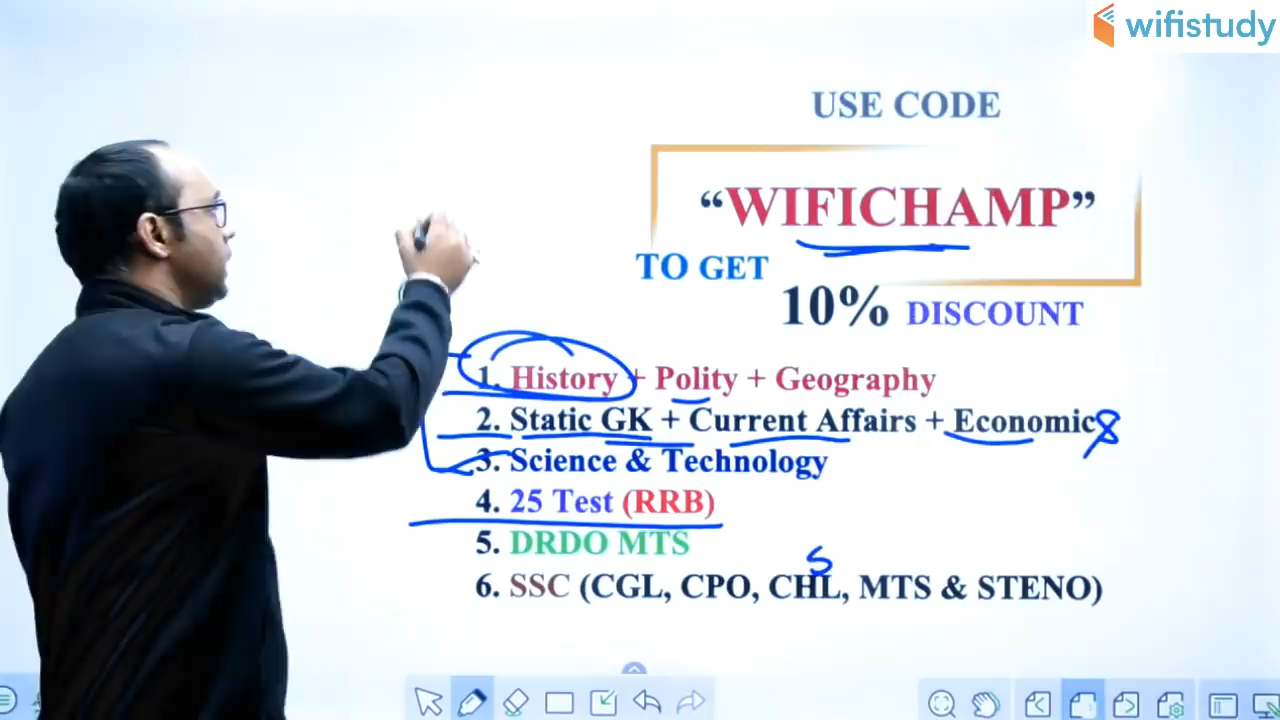 wifistudy
USE CODE
“WIFICHAMP”
TO GET
10% DISCOUNT
1. History + Polity + Geography
2. Static GK + Current Affairs + Economics
3. Science & Technology
4. 25 Test (RRB)
5. DRDO MTS
S
6. SSC (CGL, CPO, CHL, MTS & STENO)